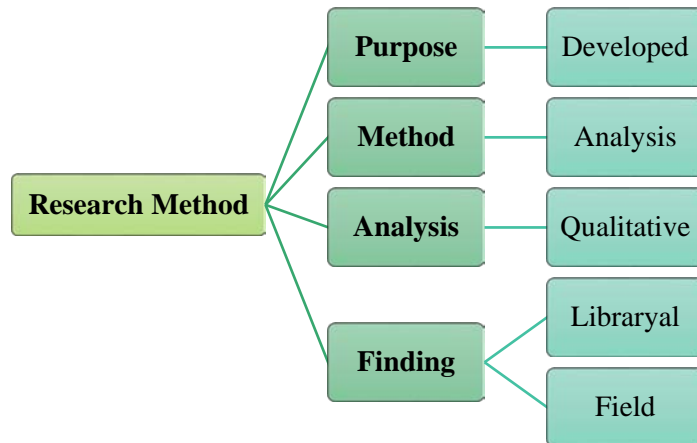 Research Method
Purpose
Developed
Method
Analysis
Analysis
Qualitative
Finding
Libraryal
Field